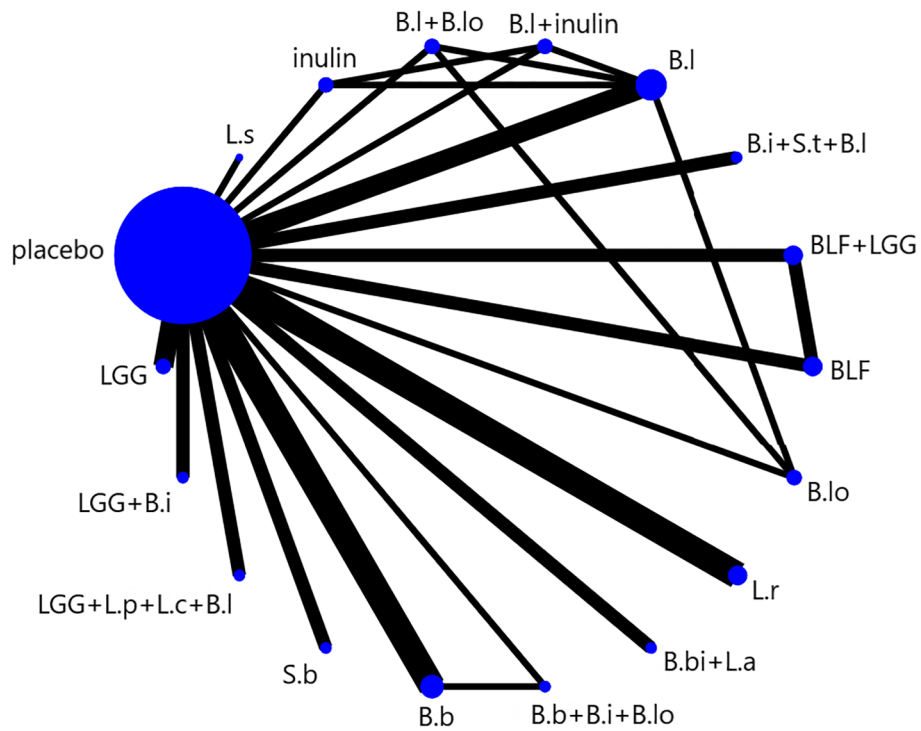 B.l+B.lo
B.l+inulin
inulin
B.l
L.s
B.i+S.t+B.l
placebo
BLF+LGG
LGG
BLF
LGG+B.i
B.lo
LGG+L.p+L.c+B.l
L.r
S.b
B.bi+L.a
B.b
B.b+B.i+B.lo